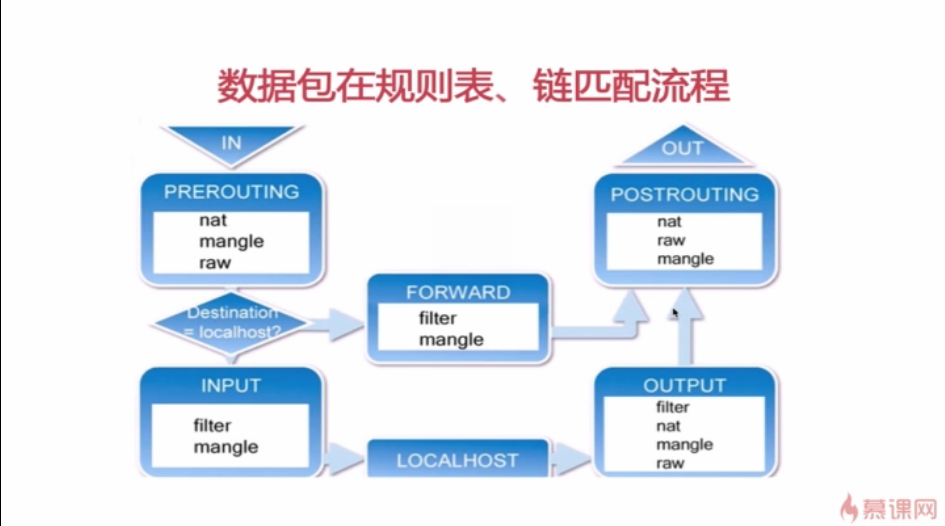 数据包在规则表、链匹配流程
IN
OUT
PREROUTING
nat
mangle
raw
POSTROUTING
nat
raw
mangle
Destination
= localhost?
FORWARD
filter
mangle
INPUT
filter
mangle
LOCALHOST
OUTPUT
filter
nat
mangle
raw
慕课网